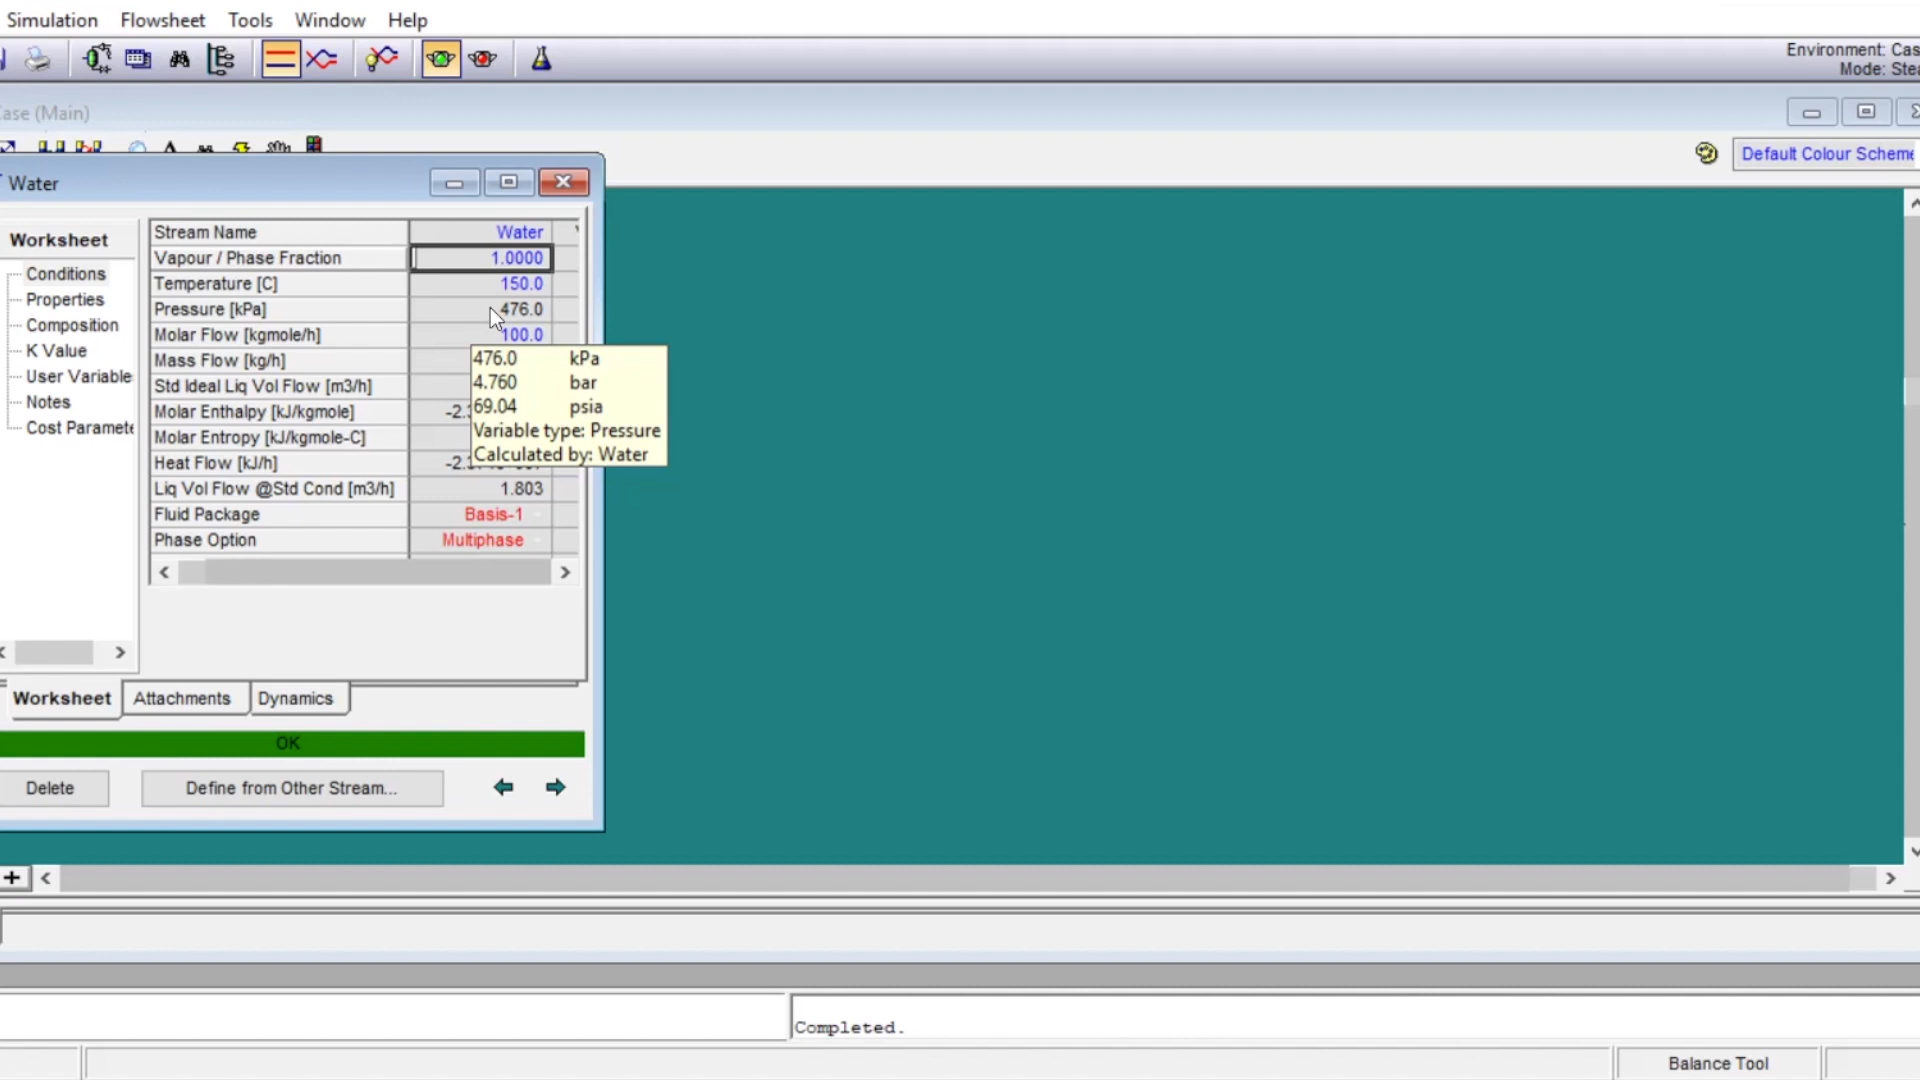 Simulation Flowsheet Tools Window Help
Environment: Cas
Mode: Stea
ase (Main)
A
Default Colour Scheme
Water
Worksheet
Conditions
Properties
Composition
K Value
User Variable
Notes
Cost Paramete
Stream Name Water
Vapour / Phase Fraction 1.0000
Temperature [C] 150.0
Pressure [kPa] 476.0
Molar Flow [kgmole/h] 100.0
Mass Flow [kg/h]
Std Ideal Liq Vol Flow [m3/h]
Molar Enthalpy [kJ/kgmole] -2.
Molar Entropy [kJ/kgmole-C]
Heat Flow [kJ/h] -2.
Liq Vol Flow @Std Cond [m3/h] 1.803
Fluid Package Basis-1
Phase Option Multiphase
476.0 kPa
4.760 bar
69.04 psia
Variable type: Pressure
Calculated by: Water
Worksheet Attachments Dynamics
OK
Delete Define from Other Stream...
Completed.
Balance Tool